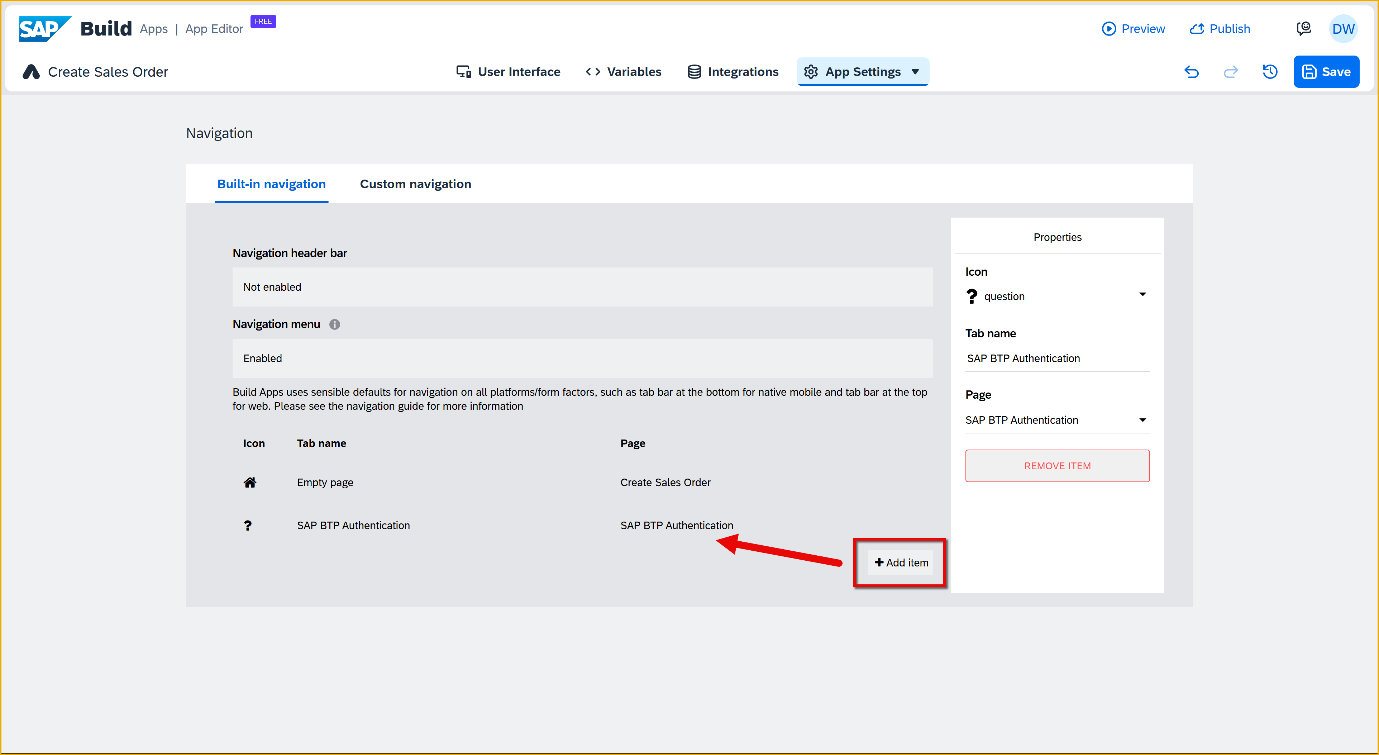 SAP Build Apps | App Editor FREE
Preview Publish DW
Create Sales Order
User Interface Variables Integrations App Settings
Save
Navigation
Built-in navigation Custom navigation
Navigation header bar
Not enabled
Navigation menu
Enabled
Build Apps uses sensible defaults for navigation on all platforms/form factors, such as tab bar at the bottom for native mobile and tab bar at the top
for web. Please see the navigation guide for more information
Icon Tab name Page
Empty page Create Sales Order
SAP BTP Authentication SAP BTP Authentication
Add item
Properties
Icon
question
Tab name
SAP BTP Authentication
Page
SAP BTP Authentication
REMOVE ITEM